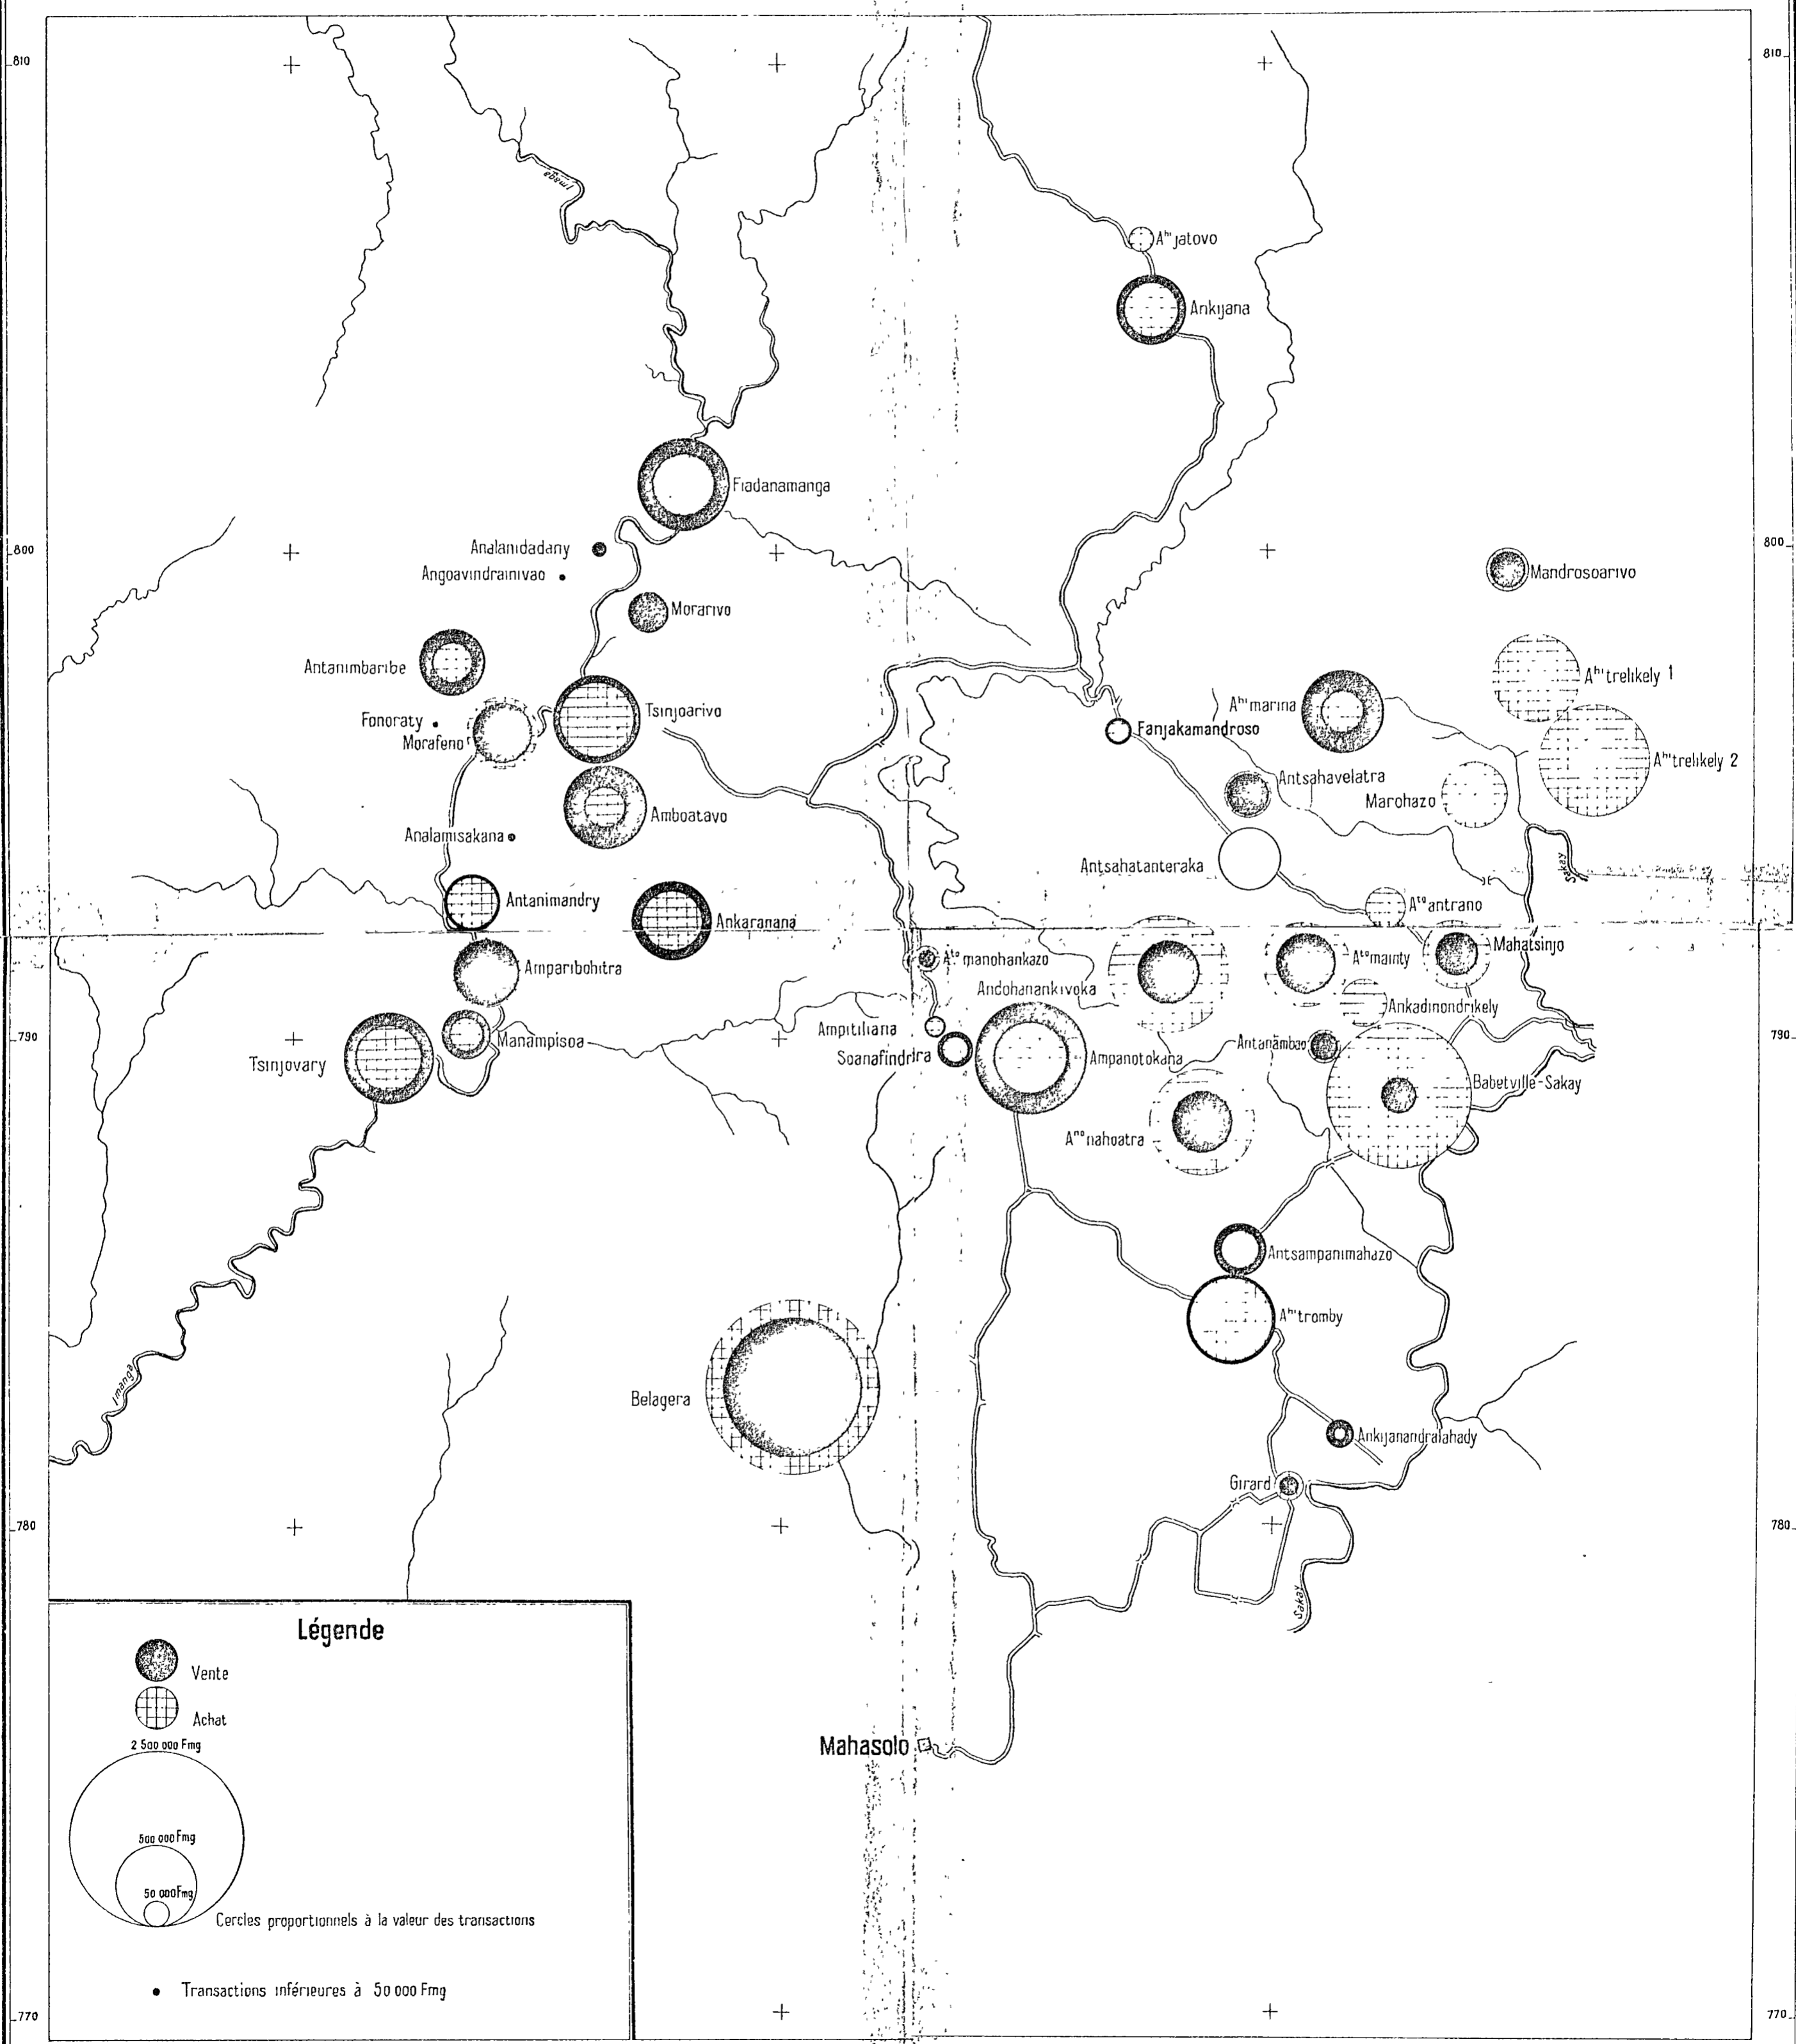 810
810
Imaga
Aʰⁱjatovo
Ankijana
Fiadanamanga
Analamdadany
800
800
Angoavindrainivao
Mandrosoarivo
Morarivo
Antanimbaribe
Aʰⁱtrelikely 1
Aʰⁱmarina
Tsinjoarivo
Fonoraty
Morafeno
Fanjakamandroso
Aʰⁱtrelikely 2
Antsahavelatra
Marohazo
Amboatavo
Analamisakana
Antsahatanteraka
Sakay
Antanimandry
Aᵗᵒantrano
Ankaranana
Mahatsinjo
Aᵗᵒmanohankazo
Aᵗᵒmainty
Amparibohitra
Andohanankivoka
Ankadinondrikely
Ampitiliana
790
790
Manampisoa
Antanambao
Soanafindrira
Ampanotokana
Tsinjovary
Babetville-Sakay
Aⁿᵒnahoatra
Antsampanimahazo
Aʰⁱtromby
Imanga
Belagera
Ankijanandralahady
Girard
780
780
Sakay
Légende
Vente
Achat
2 500 000 Fmg
Mahasolo
500 000 Fmg
50 000 Fmg
Cercles proportionnels à la valeur des transactions
Transactions inférieures à 50 000 Fmg
770
770